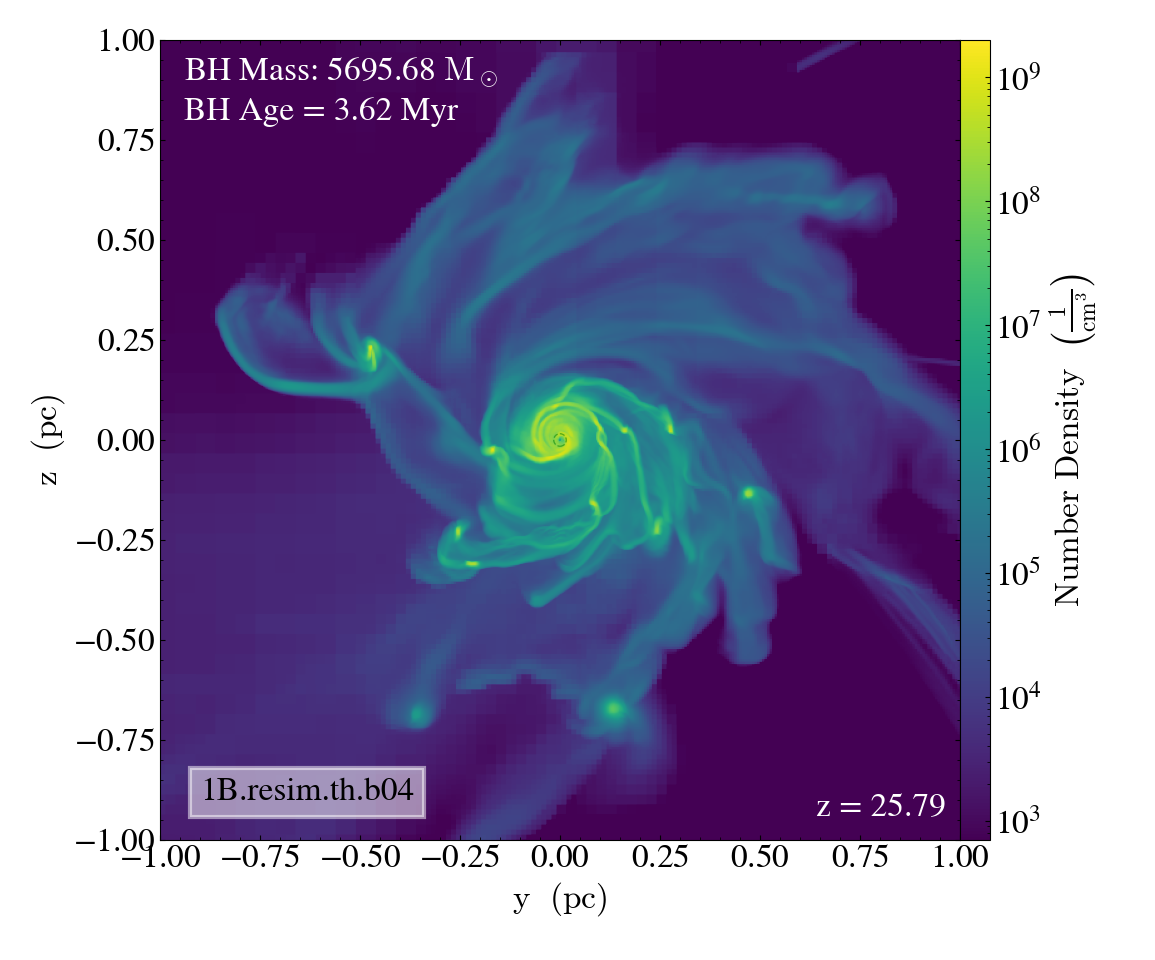 BH Mass: 5695.68 M⊙
BH Age = 3.62 Myr
1B.resim.th.b04
z = 25.79
1.00
0.75
0.50
0.25
0.00
−0.25
−0.50
−0.75
−1.00
z (pc)
−1.00 −0.75 −0.50 −0.25 0.00 0.25 0.50 0.75 1.00
y (pc)
10⁹
10⁸
10⁷
10⁶
10⁵
10⁴
10³
Number Density (1/cm³)